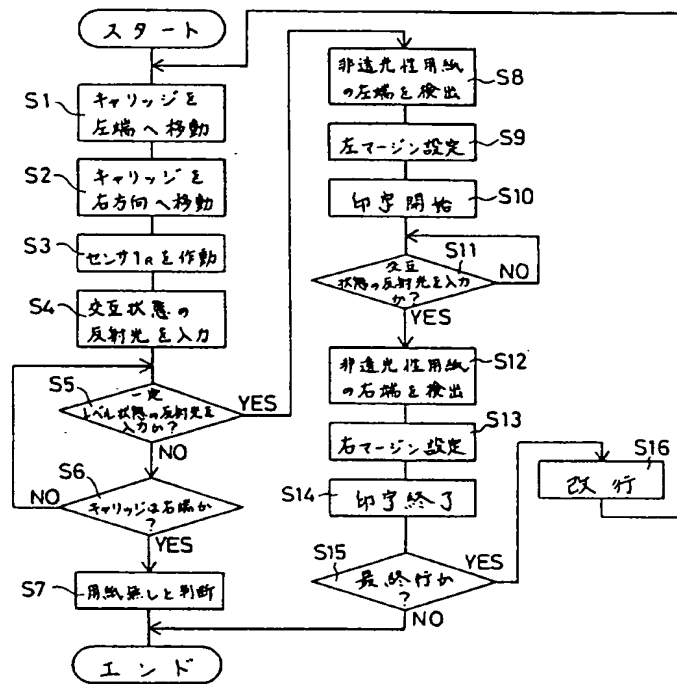 スタート
S1
キャリッジを
左端へ移動
S2
キャリッジを
右方向へ移動
S3
センサ1Rを作動
S4
交互状態の
反射光を入力
S5
一定
レベル状態の反射光を
入力か?
YES
NO
S6
キャリッジは右端か
?
NO
YES
S7
用紙無しと判断
エンド
S8
非透光性用紙
の左端を検出
S9
左マージン設定
S10
印字開始
S11
交互
状態の反射光を入力
か?
NO
YES
S12
非透光性用紙
の右端を検出
S13
右マージン設定
S14
印字終了
S15
最終行か
?
YES
NO
S16
改行